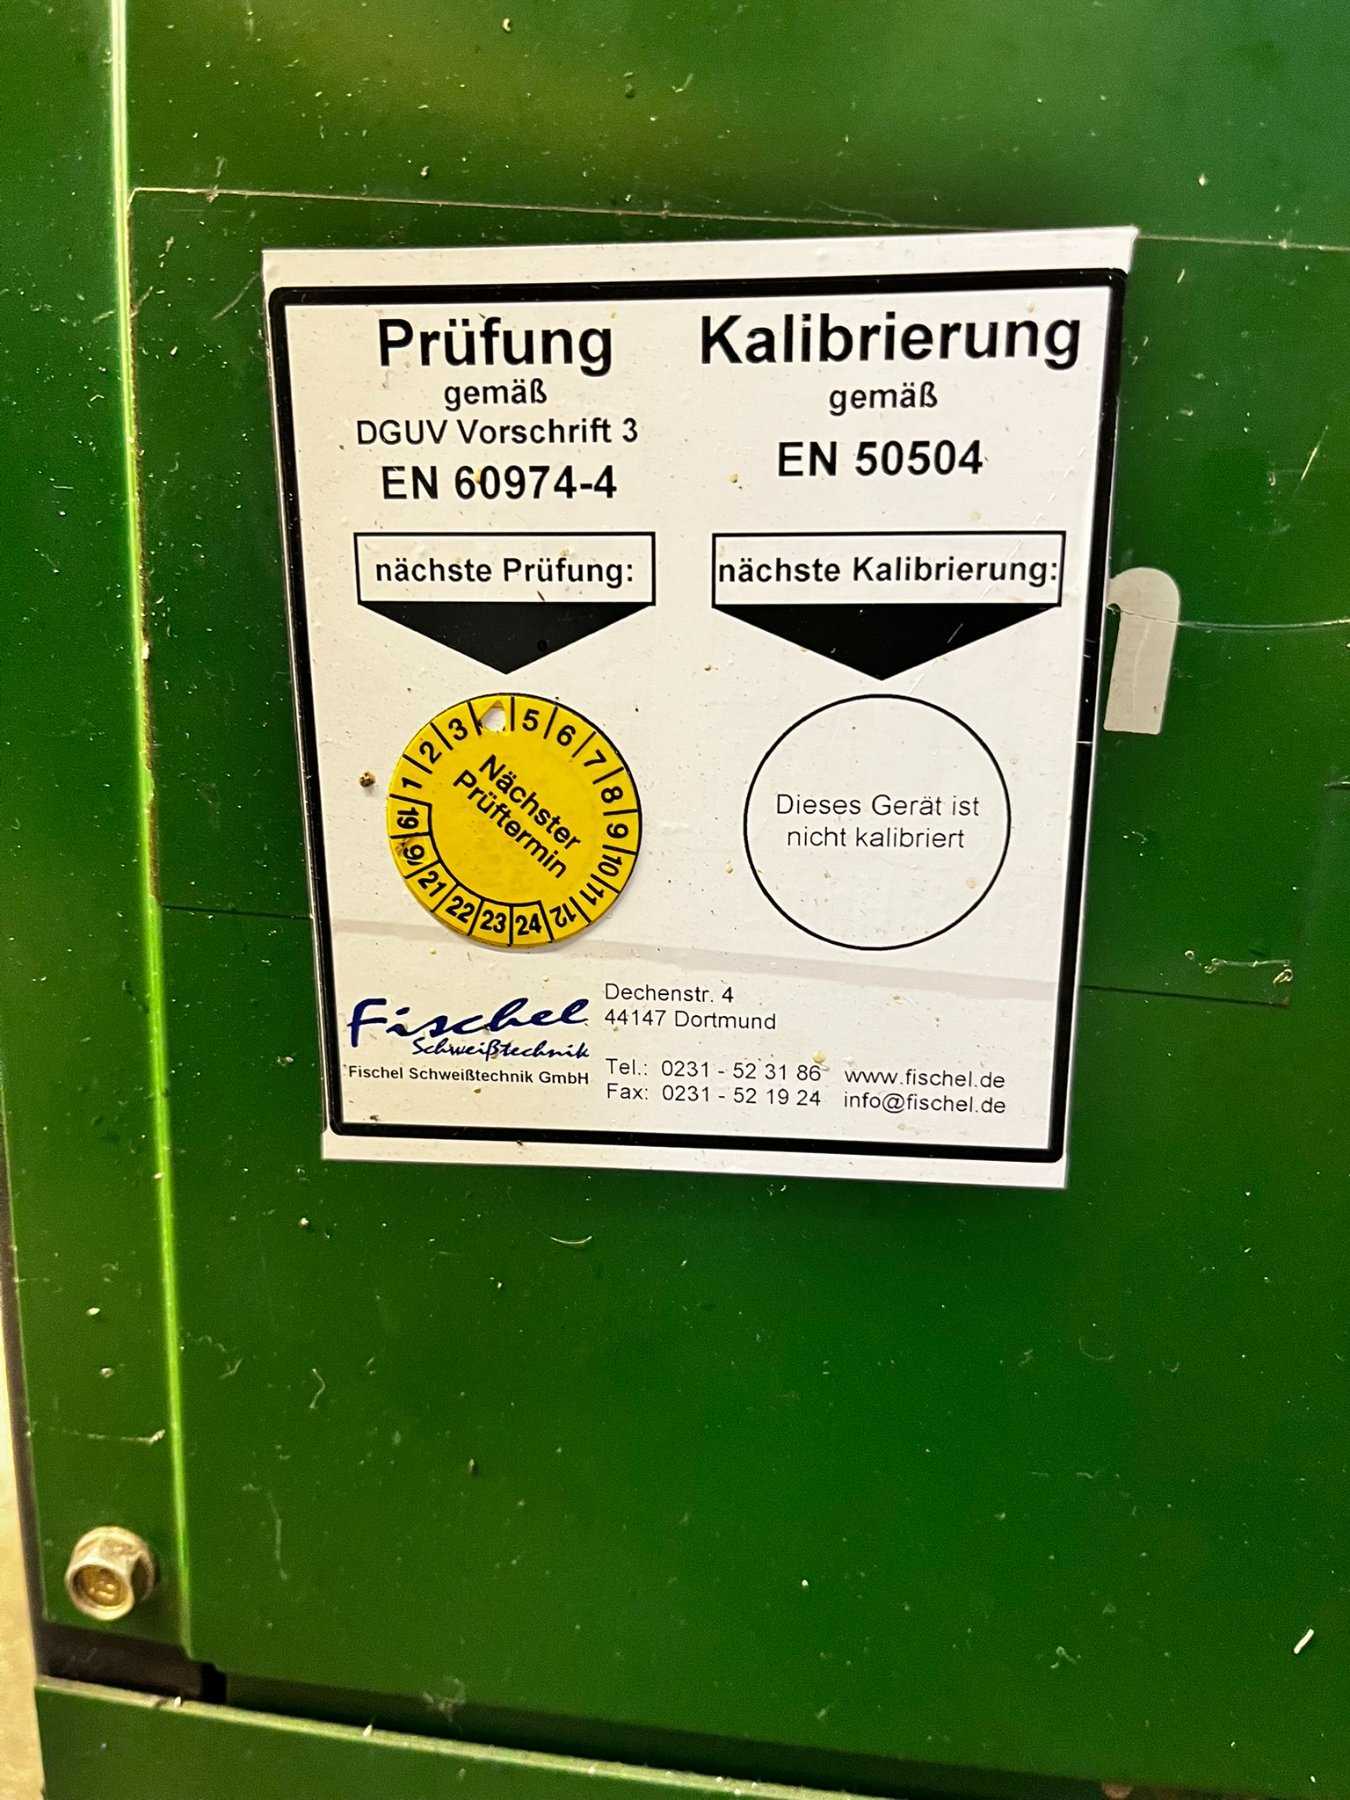 Prüfung
gemäß
DGUV Vorschrift 3
EN 60974-4
nächste Prüfung:
Kalibrierung
gemäß
EN 50504
nächste Kalibrierung:
1 2 3 5 6 7 8 9 10 11 12
19 21 22 23 24
Nächster
Prüftermin
Dieses Gerät ist
nicht kalibriert
Fischel
Schweißtechnik
Fischel Schweißtechnik GmbH
Dechenstr. 4
44147 Dortmund
Tel.: 0231 - 52 31 86
Fax: 0231 - 52 19 24
www.fischel.de
info@fischel.de